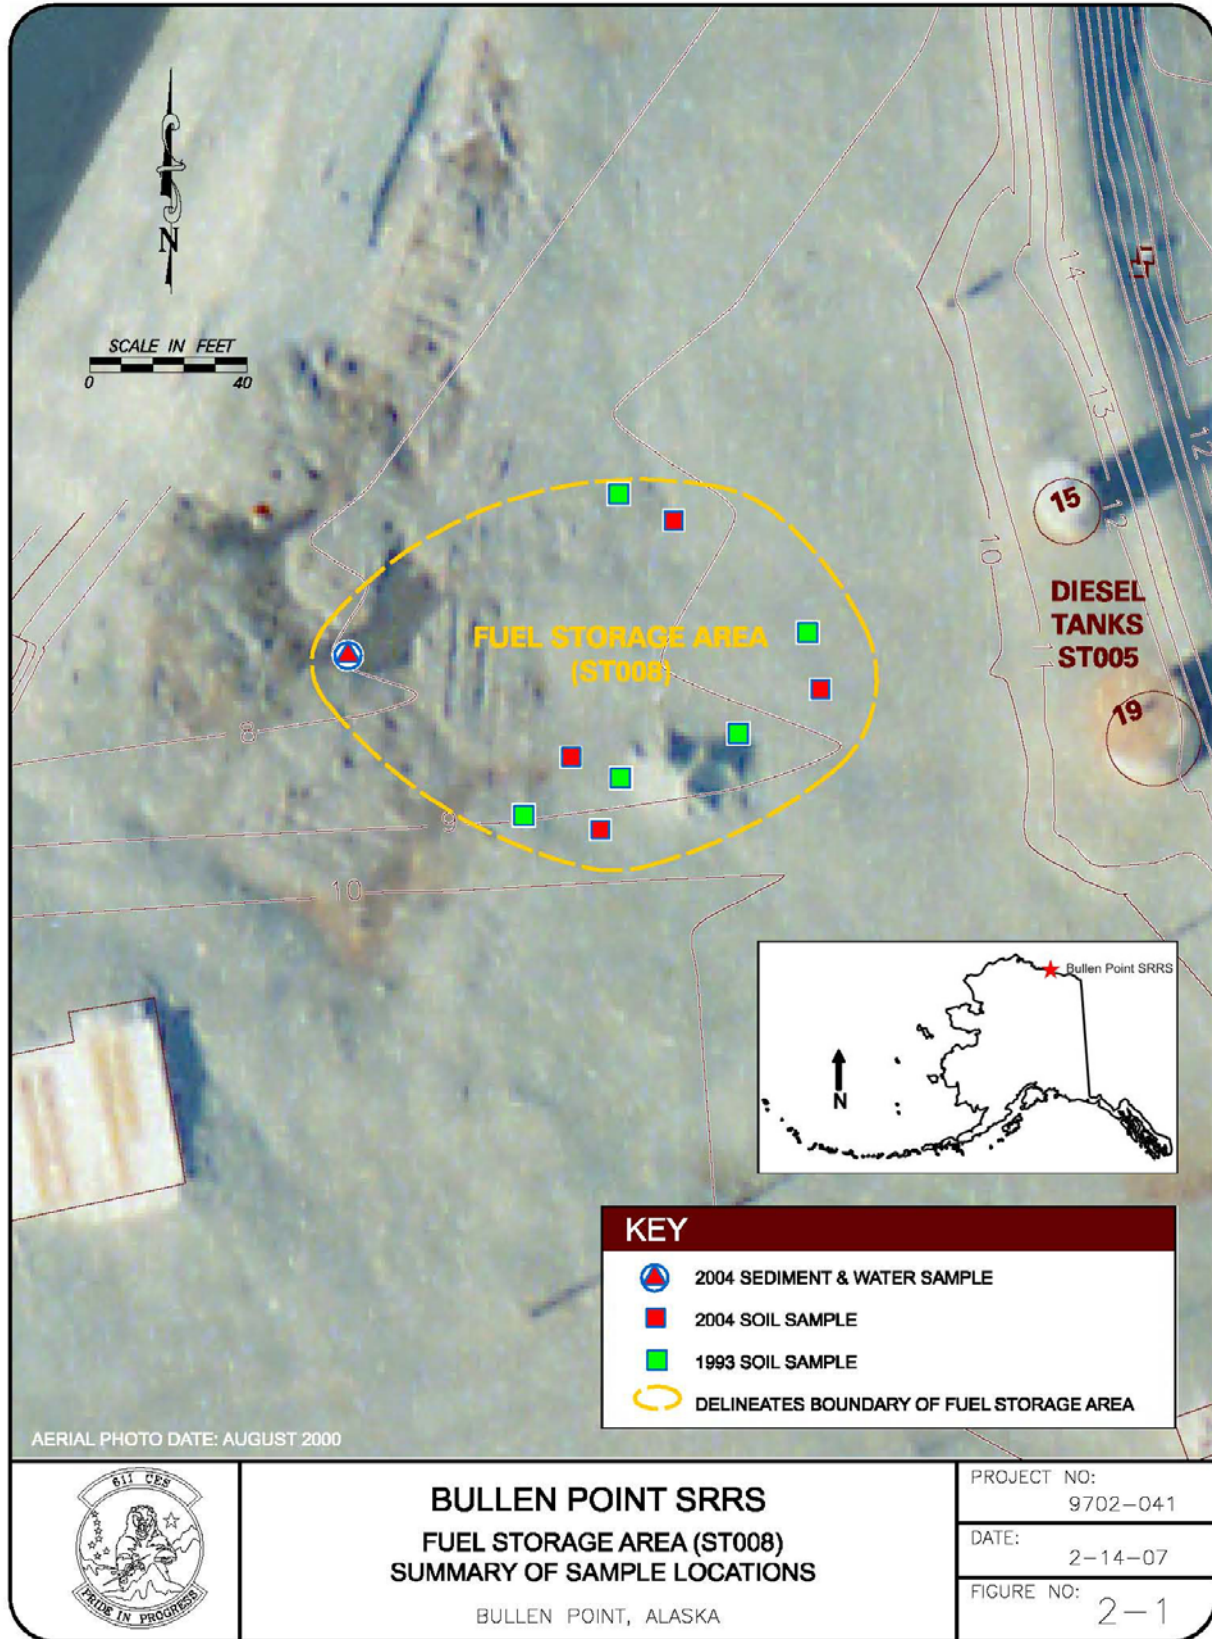 N
SCALE IN FEET
0 40
14
13
12
15
12
10
11
DIESEL
TANKS
ST005
19
FUEL STORAGE AREA
(ST008)
8
9
10
Bullen Point SRRS
N
KEY
2004 SEDIMENT & WATER SAMPLE
2004 SOIL SAMPLE
1993 SOIL SAMPLE
DELINEATES BOUNDARY OF FUEL STORAGE AREA
AERIAL PHOTO DATE: AUGUST 2000
611 CES
PRIDE IN PROGRESS
BULLEN POINT SRRS
FUEL STORAGE AREA (ST008)
SUMMARY OF SAMPLE LOCATIONS
BULLEN POINT, ALASKA
PROJECT NO:
9702-041
DATE:
2-14-07
FIGURE NO:
2-1